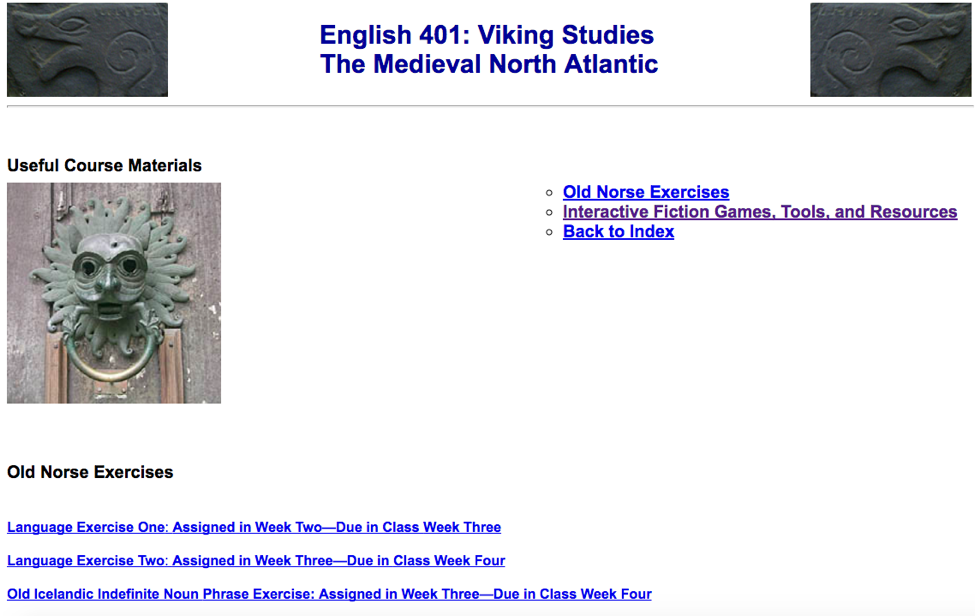 English 401: Viking Studies
The Medieval North Atlantic
Useful Course Materials
Old Norse Exercises
Interactive Fiction Games, Tools, and Resources
Back to Index
Old Norse Exercises
Language Exercise One: Assigned in Week Two—Due in Class Week Three
Language Exercise Two: Assigned in Week Three—Due in Class Week Four
Old Icelandic Indefinite Noun Phrase Exercise: Assigned in Week Three—Due in Class Week Four